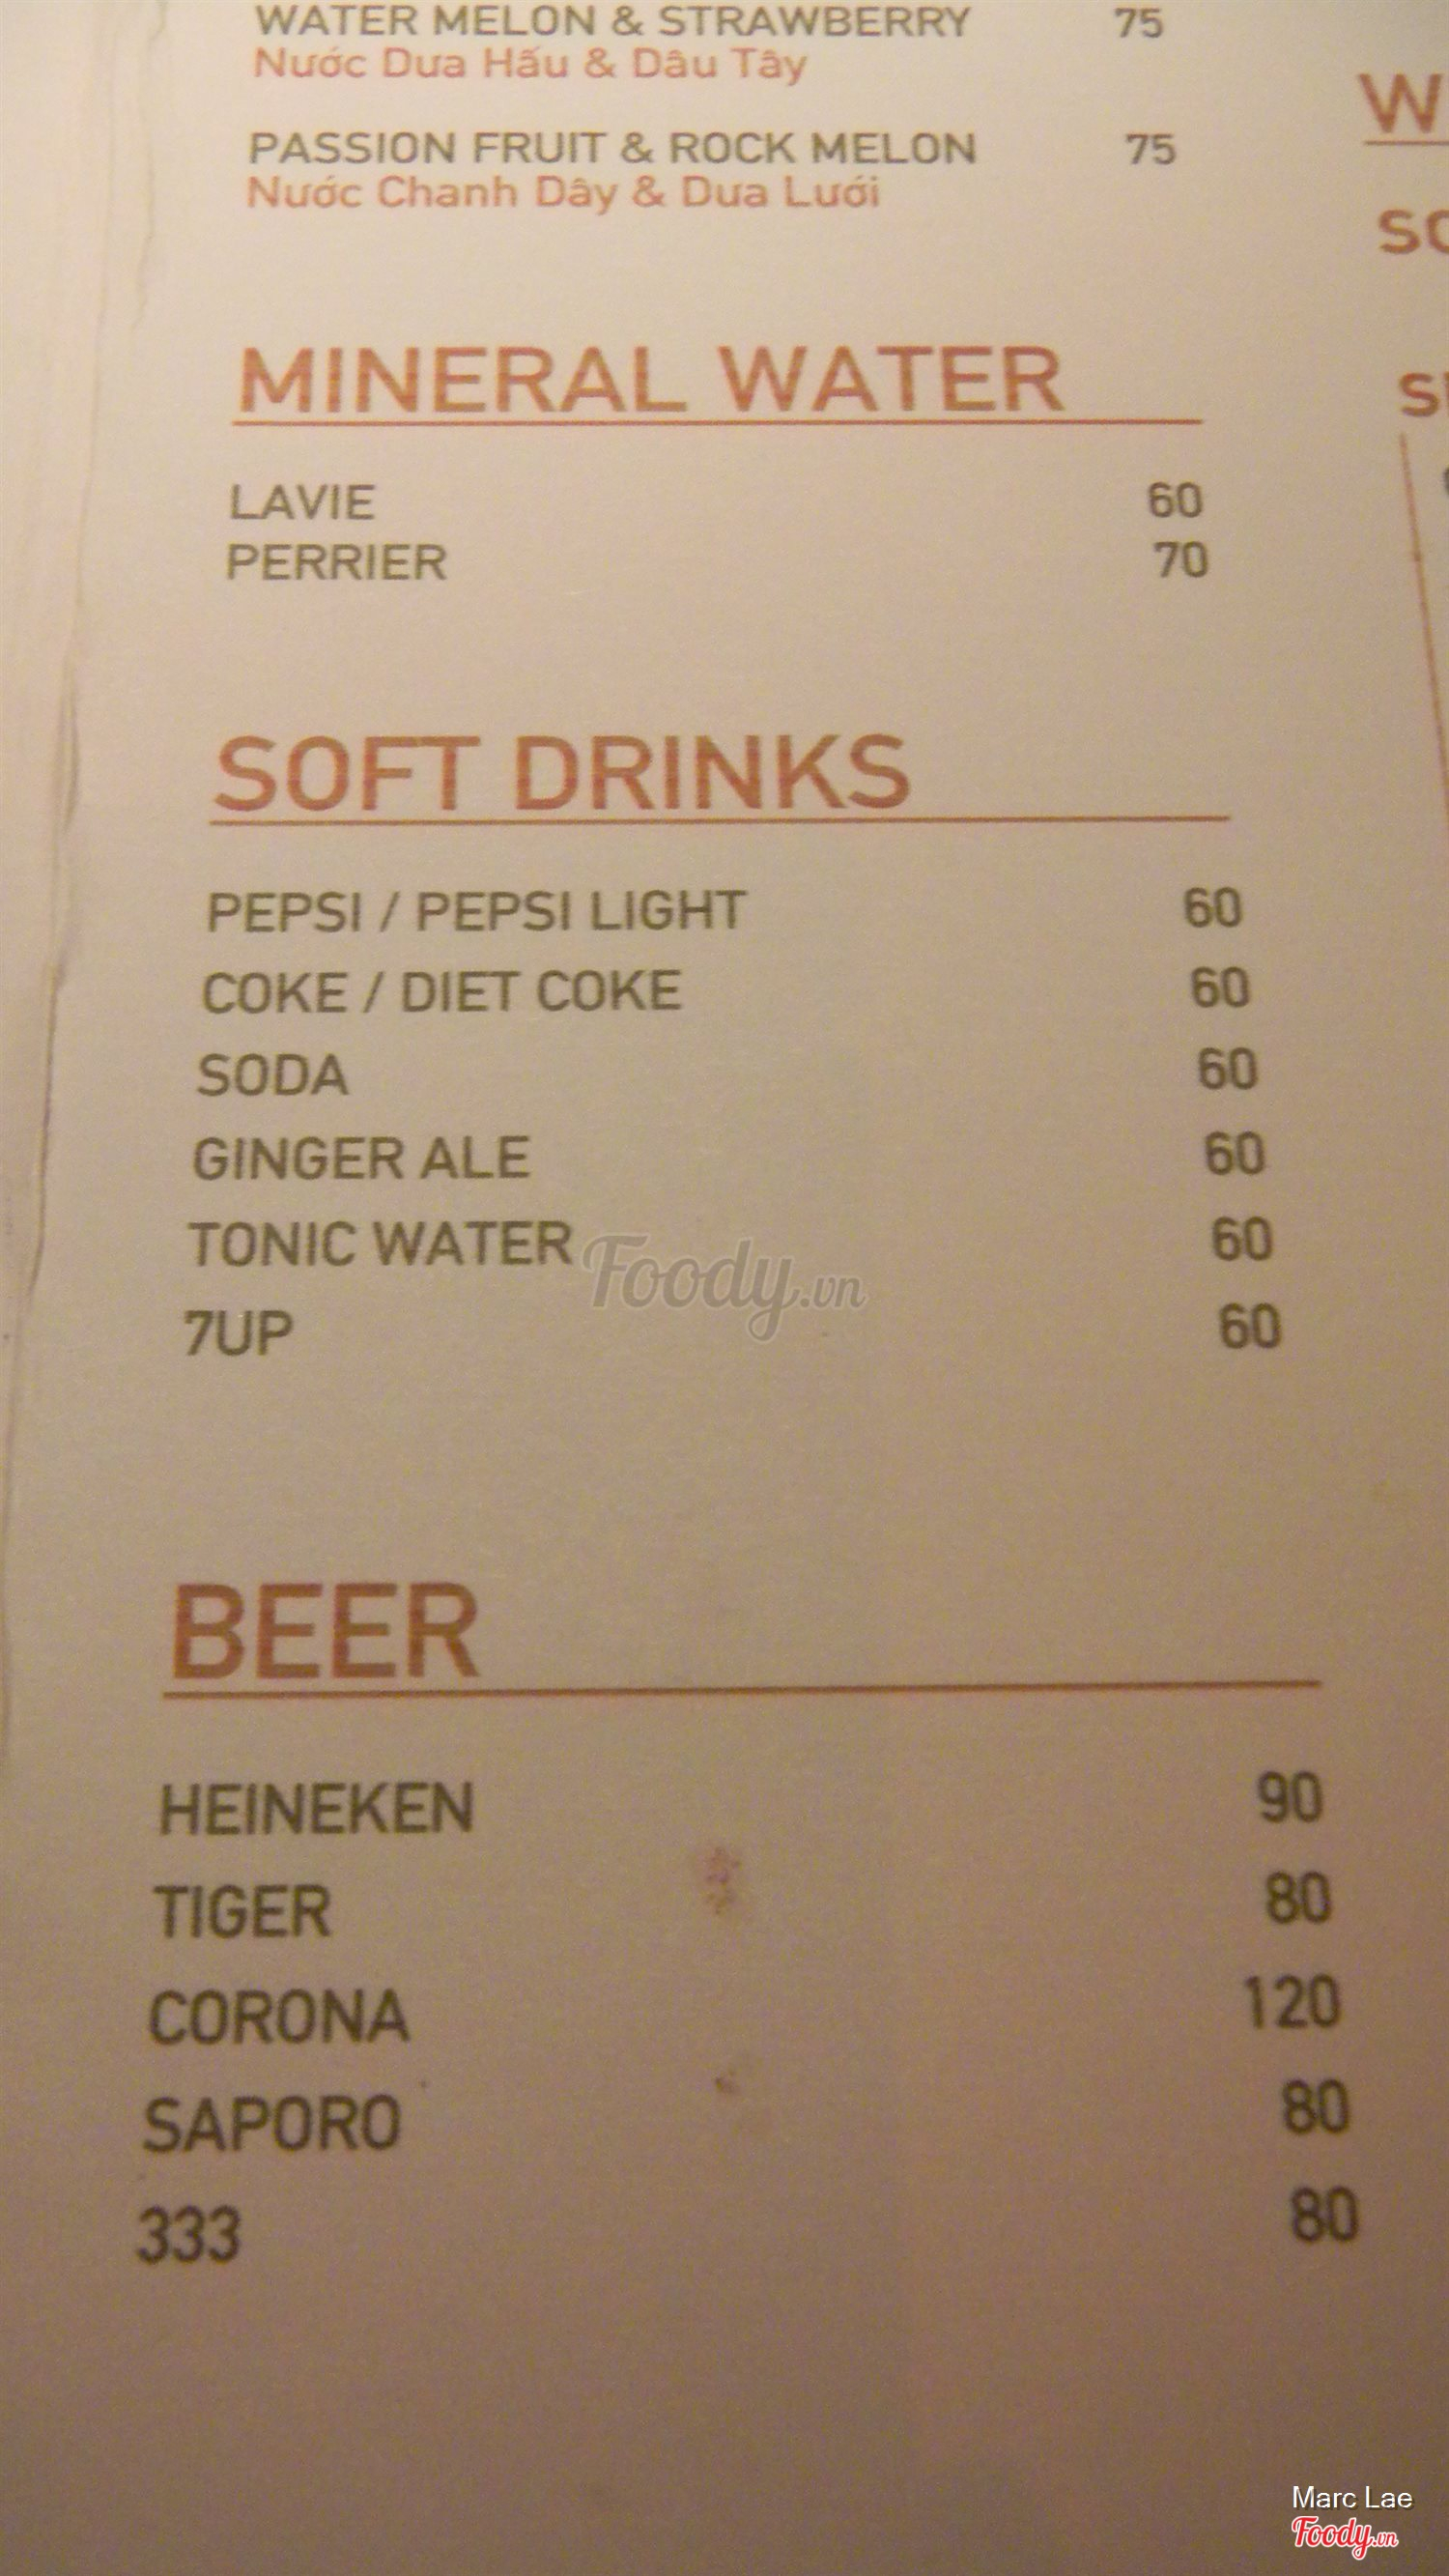 WATER MELON & STRAWBERRY 75
Nước Dưa Hấu & Dâu Tây
PASSION FRUIT & ROCK MELON 75
Nước Chanh Dây & Dưa Lưới
MINERAL WATER
LAVIE 60
PERRIER 70
SOFT DRINKS
PEPSI / PEPSI LIGHT 60
COKE / DIET COKE 60
SODA 60
GINGER ALE 60
TONIC WATER 60
Foody.vn
7UP 60
BEER
HEINEKEN 90
TIGER 80
CORONA 120
SAPORO 80
333 80
Marc Lae
Foody.vn